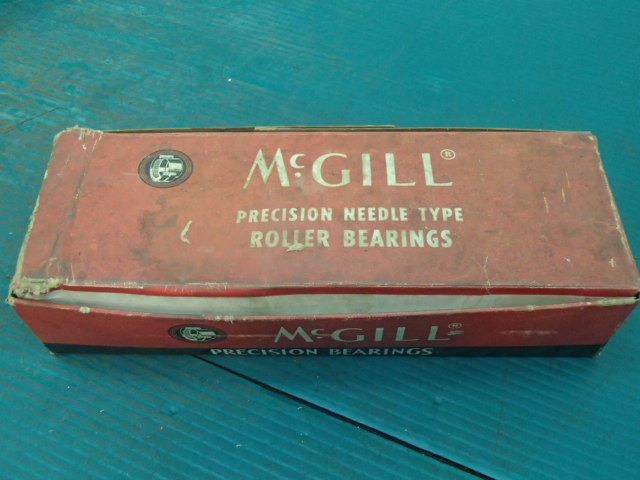 McGILL®
PRECISION NEEDLE TYPE
ROLLER BEARINGS
McGILL®
PRECISION BEARINGS